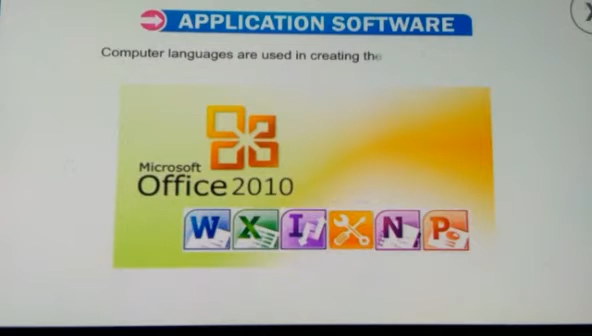 APPLICATION SOFTWARE
Computer languages are used in creating the
Microsoft
Office 2010
W X I N P